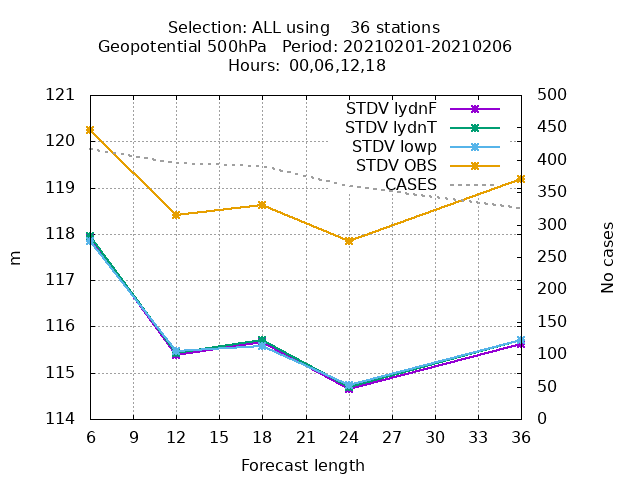 Selection: ALL using    36 stations
Geopotential 500hPa   Period: 20210201-20210206
Hours:  00,06,12,18
121
120
119
118
117
116
115
114
m
STDV lydnF
STDV lydnT
STDV lowp
STDV OBS
CASES
500
450
400
350
300
250
200
150
100
50
0
No cases
6 9 12 15 18 21 24 27 30 33 36
Forecast length